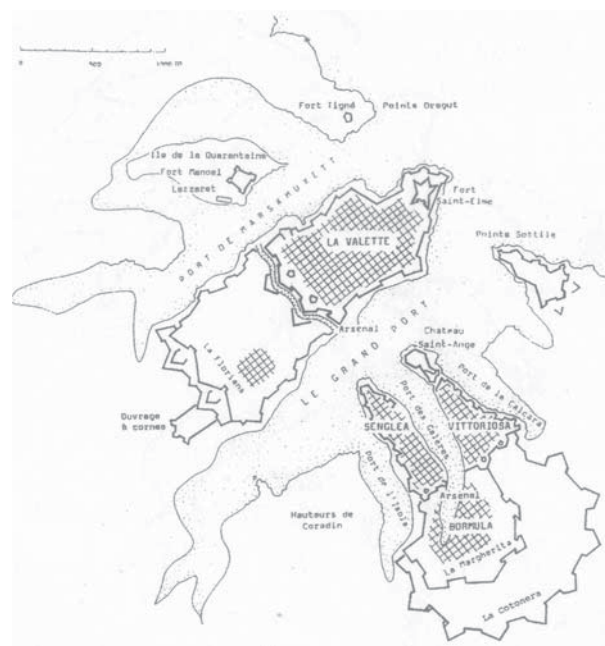 0 500 1000 m
Fort Tigné
Pointe Dragut
Ile de la Quarantaine
Fort Manoel
Lazzaret
PORT DE MARSAMUXETT
Fort
Saint-Elme
LA VALETTE
Pointe Sottile
Arsenal
LE GRAND PORT
Chateau
Saint-Ange
La Floriana
Port de la Calcara
Ouvrage
à cornes
SENGLEA
Port des Galères
VITTORIOSA
Port de l'Isola
Arsenal
Hauteurs de
Coradin
BORMULA
La Margherita
La Cotonera